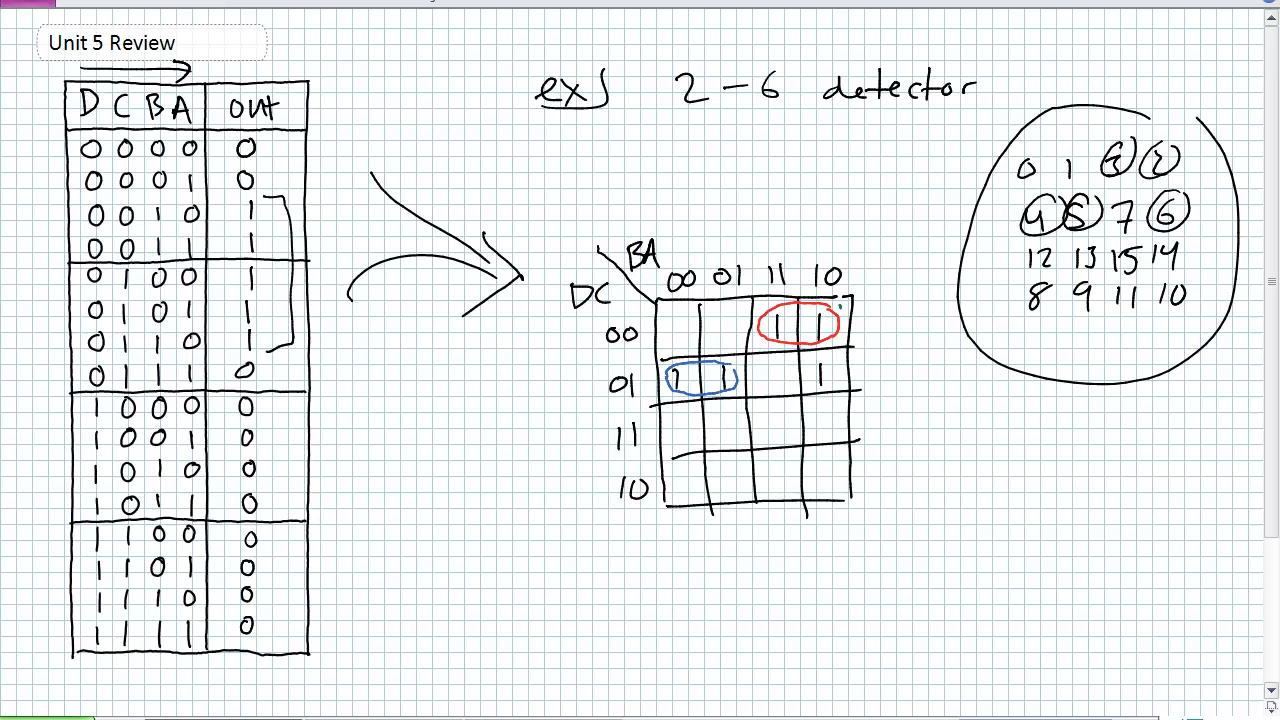 Unit 5 Review
ex) 2-6 detector
D C B A OUT
0 0 0 0 0
0 0 0 1 0
0 0 1 0 1
0 0 1 1 1
0 1 0 0 1
0 1 0 1 1
0 1 1 0 1
0 1 1 1 0
1 0 0 0 0
1 0 0 1 0
1 0 1 0 0
1 0 1 1 0
1 1 0 0 0
1 1 0 1 0
1 1 1 0 0
1 1 1 1 0
BA
DC 00 01 11 10
00 1 1
01 1 1 1
11
10
0 1 3 2
4 5 7 6
12 13 15 14
8 9 11 10